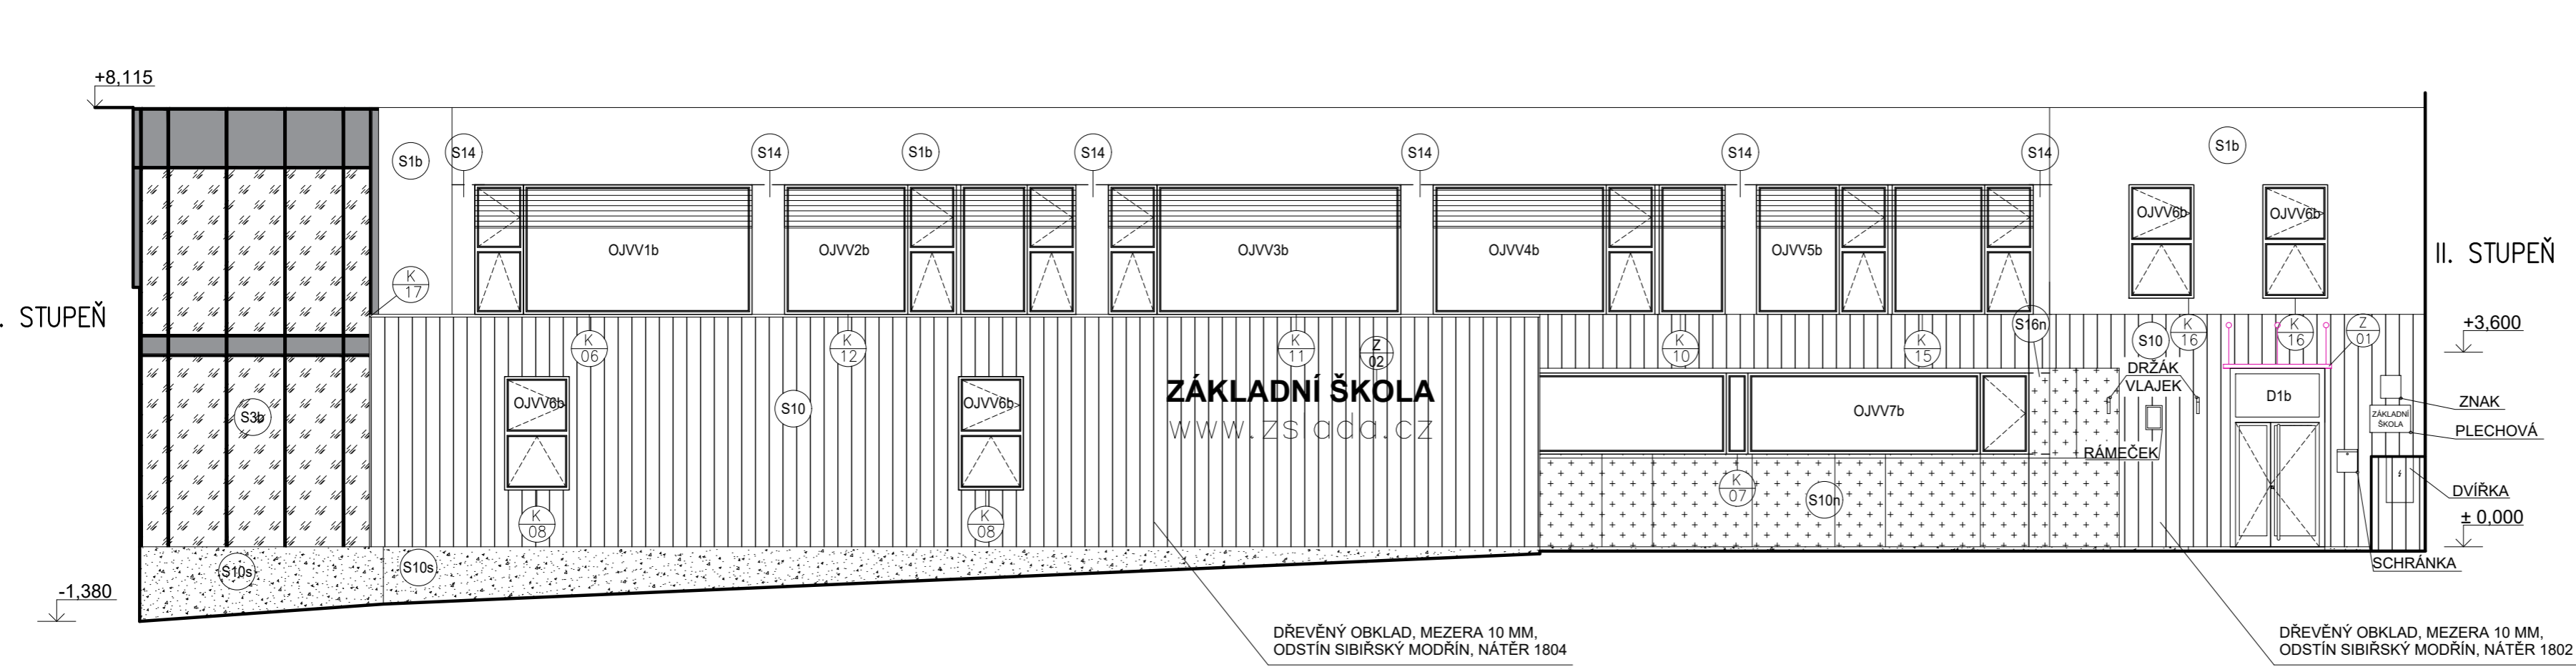 +8,115
S1b
S14
S14
S1b
S14
S14
S14
S14
S1b
OJVV1b
OJVV2b
OJVV3b
OJVV4b
OJVV5b
OJVV6b
OJVV6b
II. STUPEŇ
K
17
. STUPEŇ
S16n
+3,600
K
06
K
12
K
11
Z
02
K
10
K
15
S10
K
16
K
16
Z
01
ZÁKLADNÍ ŠKOLA
www.zslada.cz
DRŽÁK
VLAJEK
D1b
ZNAK
S3b
OJVV6b
S10
OJVV6b
OJVV7b
ZÁKLADNÍ
ŠKOLA
PLECHOVÁ
RÁMEČEK
K
07
S10n
DVÍŘKA
K
08
K
08
± 0,000
S10s
S10s
SCHRÁNKA
-1,380
DŘEVĚNÝ OBKLAD, MEZERA 10 MM,
ODSTÍN SIBIŘSKÝ MODŘÍN, NÁTĚR 1804
DŘEVĚNÝ OBKLAD, MEZERA 10 MM,
ODSTÍN SIBIŘSKÝ MODŘÍN, NÁTĚR 1802